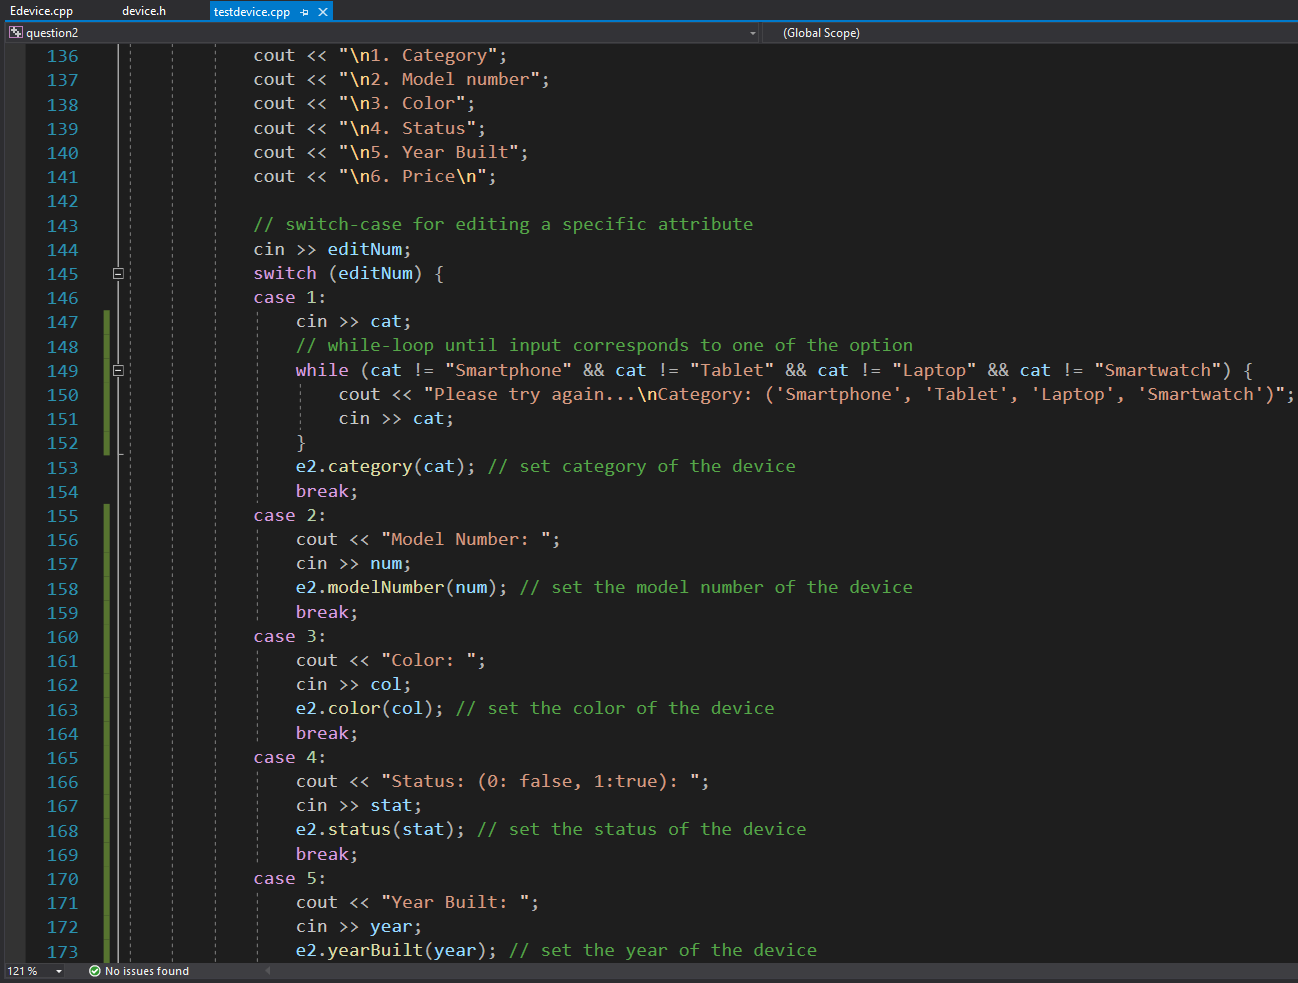 Edevice.cpp device.h testdevice.cpp
question2 (Global Scope)
136 cout << "\n1. Category";
137 cout << "\n2. Model number";
138 cout << "\n3. Color";
139 cout << "\n4. Status";
140 cout << "\n5. Year Built";
141 cout << "\n6. Price\n";
142
143 // switch-case for editing a specific attribute
144 cin >> editNum;
145 switch (editNum) {
146 case 1:
147 cin >> cat;
148 // while-loop until input corresponds to one of the option
149 while (cat != "Smartphone" && cat != "Tablet" && cat != "Laptop" && cat != "Smartwatch") {
150 cout << "Please try again...\nCategory: ('Smartphone', 'Tablet', 'Laptop', 'Smartwatch')";
151 cin >> cat;
152 }
153 e2.category(cat); // set category of the device
154 break;
155 case 2:
156 cout << "Model Number: ";
157 cin >> num;
158 e2.modelNumber(num); // set the model number of the device
159 break;
160 case 3:
161 cout << "Color: ";
162 cin >> col;
163 e2.color(col); // set the color of the device
164 break;
165 case 4:
166 cout << "Status: (0: false, 1:true): ";
167 cin >> stat;
168 e2.status(stat); // set the status of the device
169 break;
170 case 5:
171 cout << "Year Built: ";
172 cin >> year;
173 e2.yearBuilt(year); // set the year of the device
121 % No issues found